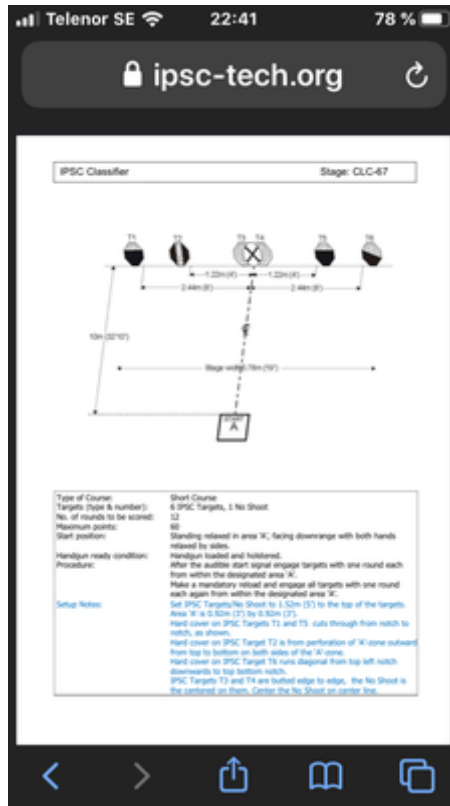 Telenor SE 22:41 78 %
ipsc-tech.org
IPSC Classifier Stage: CLC-67
T1 T2 T3 T4 T5 T6
1.22m (4') 1.22m (4')
2.44m (8') 2.44m (8')
10m (32'10")
Stage width
START
A
Type of Course: Short Course
Targets (type & number): 6 IPSC Targets, 1 No Shoot
No. of rounds to be scored: 12
Maximum points: 60
Start position: Standing relaxed in area 'A', facing downrange with both hands
relaxed by sides.
Handgun ready condition: Handgun loaded and holstered.
Procedure: After the audible start signal engage targets with one round each
from within the designated area 'A'.
Make a mandatory reload and engage all targets with one round
each again from within the designated area 'A'.
Setup Notes: Set IPSC Targets/No Shoot to 1.52m (5') to the top of the targets.
Area 'A' is 0.92m (3') by 0.92m (3').
Hard cover on IPSC Targets T1 and T5 cuts through from notch to
notch, as shown.
Hard cover on IPSC Target T2 is from perforation of 'A'-zone outward
from top to bottom on both sides of the 'A'-zone.
Hard cover on IPSC Target T6 runs diagonal from top left notch
downwards to top bottom notch.
IPSC Targets T3 and T4 are butted edge to edge, the No Shoot is
the centered on them. Center the No Shoot on center line.